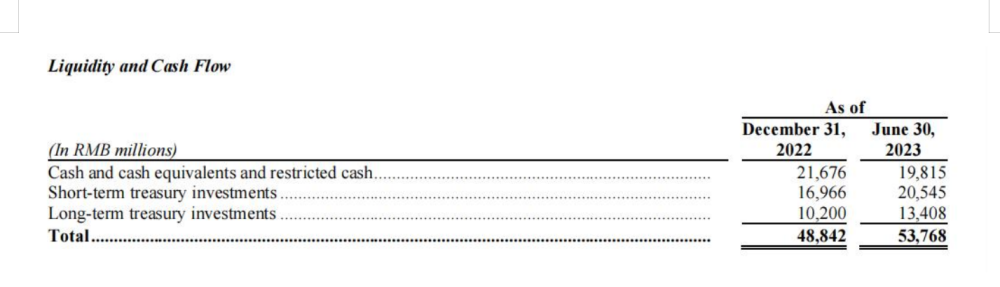 Liquidity and Cash Flow
As of
December 31, June 30,
(In RMB millions) 2022 2023
Cash and cash equivalents and restricted cash 21,676 19,815
Short-term treasury investments 16,966 20,545
Long-term treasury investments 10,200 13,408
Total 48,842 53,768